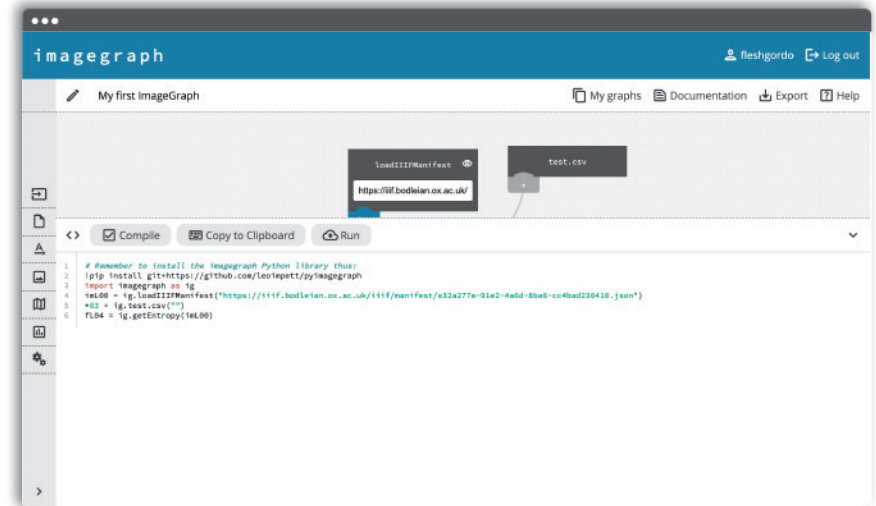 imagegraph
fleshgordo Log out
My first ImageGraph
My graphs Documentation Export Help
loadIIIFManifest
test.csv
https://iiif.bodleian.ox.ac.uk/
<> Compile Copy to Clipboard Run
1 # Remember to install the imagegraph Python library thus:
2 !pip install git+https://github.com/leoimpett/pyimagegraph
3 import imagegraph as ig
4 imL00 = ig.loadIIIFManifest("https://iiif.bodleian.ox.ac.uk/iiif/manifest/e32a277e-91e2-4a6d-8ba6-cc4bad230410.json")
5 *03 = ig.test.csv("")
6 fL04 = ig.getEntropy(imL00)